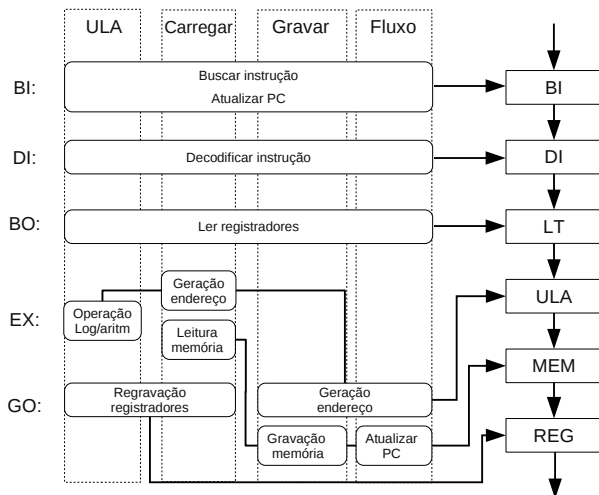 ULA Carregar Gravar Fluxo
BI:
Buscar instrução
Atualizar PC
BI
DI:
Decodificar instrução
DI
BO:
Ler registradores
LT
EX:
Operação
Log/aritm
Geração
endereço
Leitura
memória
ULA
MEM
GO:
Regravação
registradores
Geração
endereço
Gravação
memória
Atualizar
PC
REG